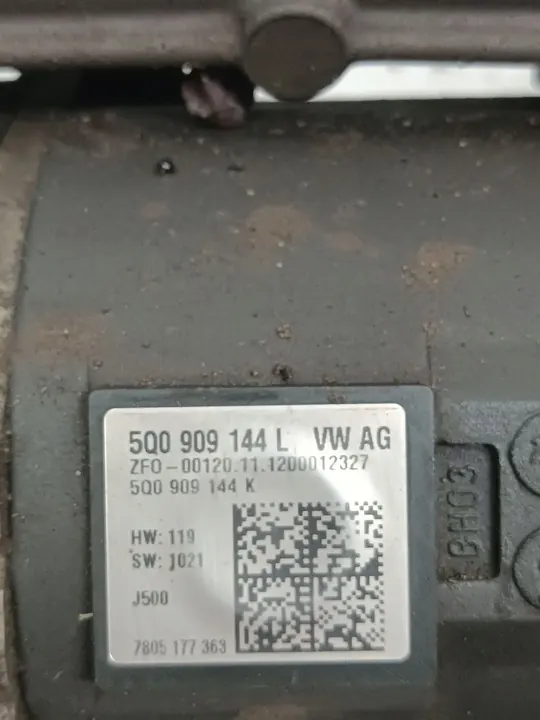 5Q0 909 144 L VW AG
ZFO-00120.11.1200012327
5Q0 909 144 K
HW: 119
SW: 1021
J500
7805 177 363
BH03